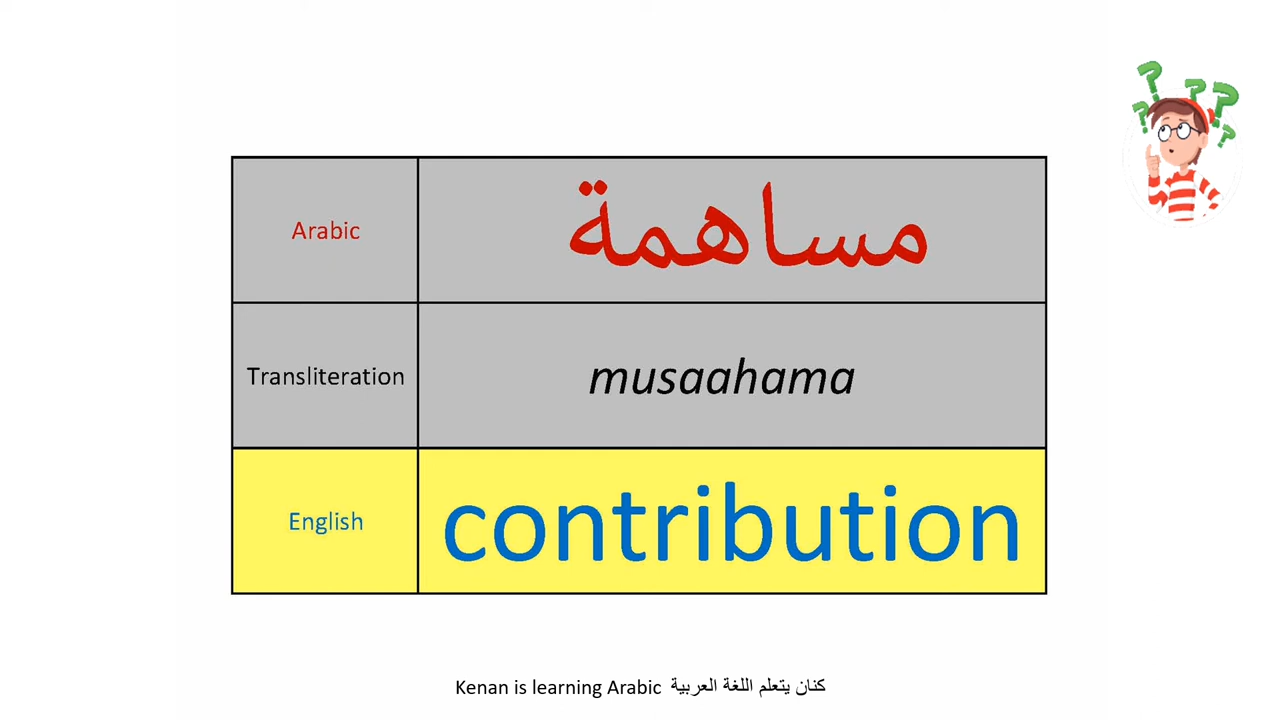 Arabic مساهمة
Transliteration musaahama
English contribution
Kenan is learning Arabic كنان يتعلم اللغة العربية